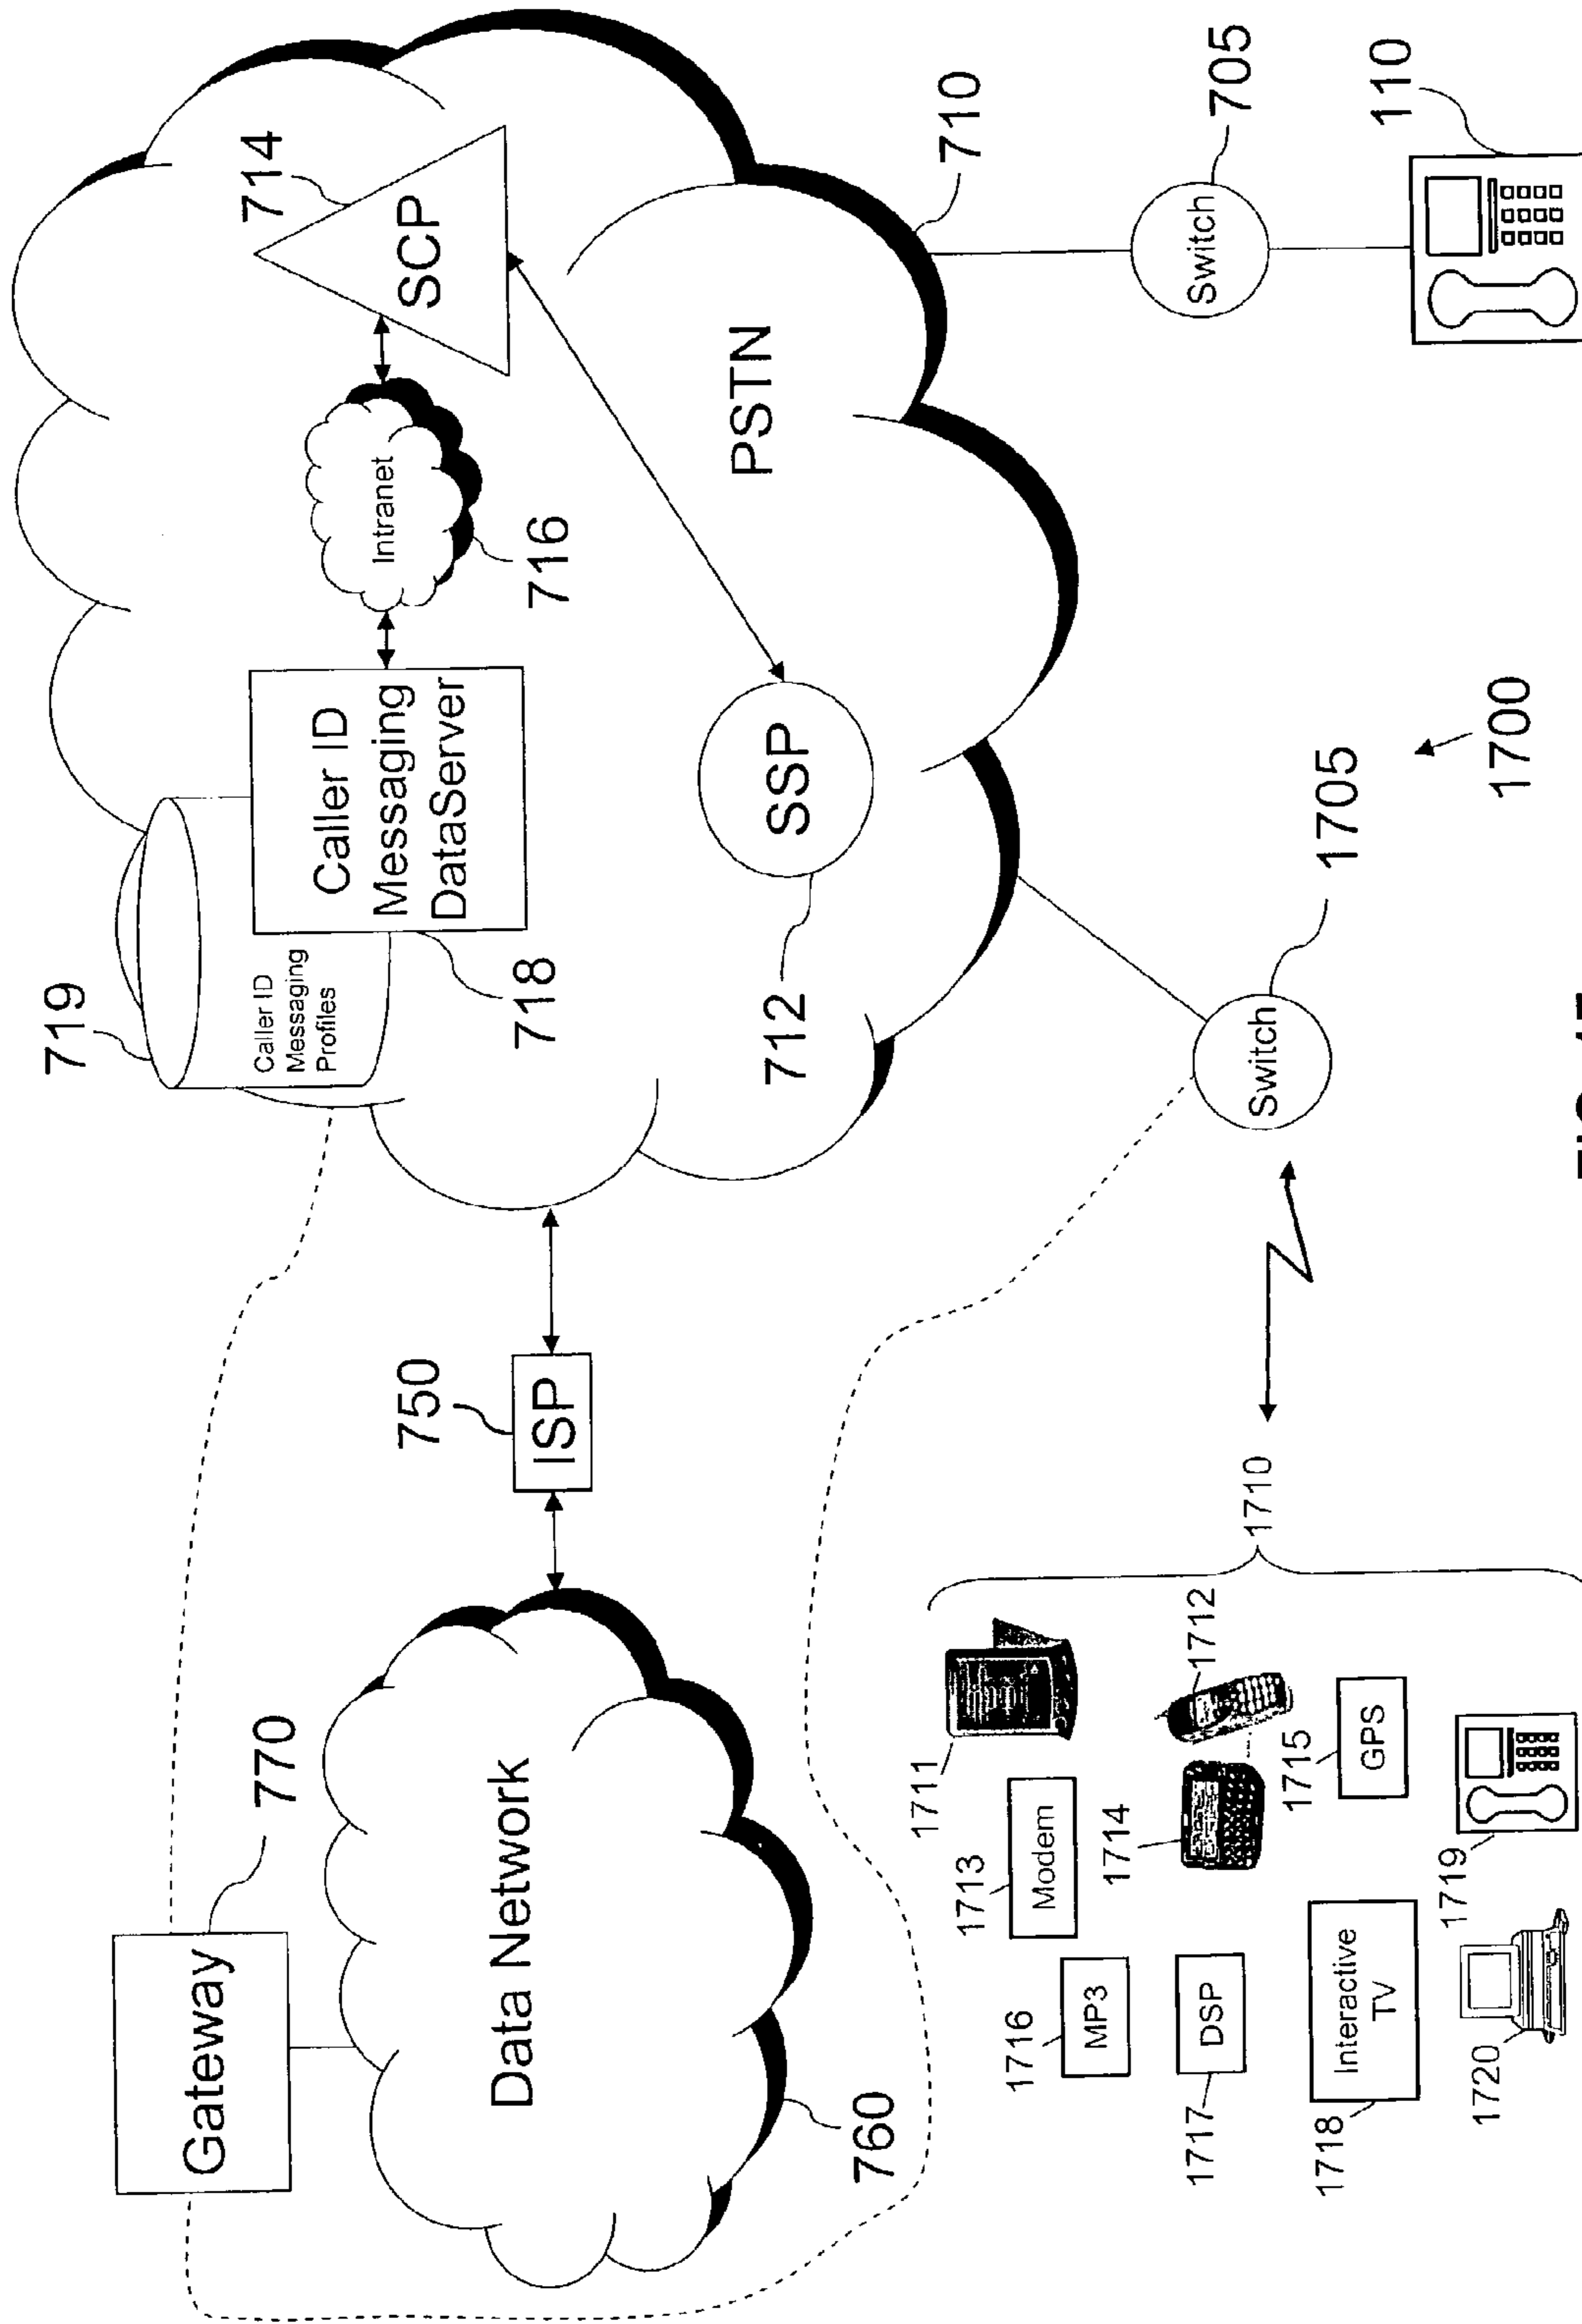 Gateway
770
719
Caller ID
Messaging
Profiles
Caller ID
Messaging
DataServer
718
Intranet
716
714
SCP
Data Network
760
750
ISP
SSP
712
PSTN
710
Switch
705
110
Switch
1705
1700
1710
1711
1713
Modem
1716
MP3
1714
1712
1717
DSP
1715
GPS
1718
Interactive
TV
1719
1720